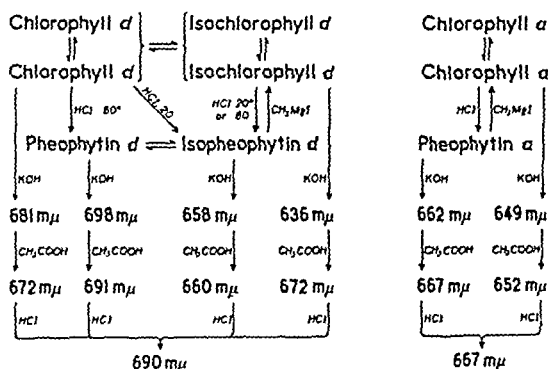 Chlorophyll d Isochlorophyll d Chlorophyll a
Chlorophyll d Isochlorophyll d Chlorophyll a
HCl 60° HCl, 20 HCl 20° CH₃MgI HCl CH₃MgI
or 60
Pheophytin d Isopheophytin d Pheophytin a
KOH KOH KOH KOH KOH KOH
681 mµ 698 mµ 658 mµ 636 mµ 662 mµ 649 mµ
CH₃COOH CH₃COOH CH₃COOH CH₃COOH CH₃COOH CH₃COOH
672 mµ 691 mµ 660 mµ 672 mµ 667 mµ 652 mµ
HCl HCl HCl HCl HCl HCl
690 mµ 667 mµ